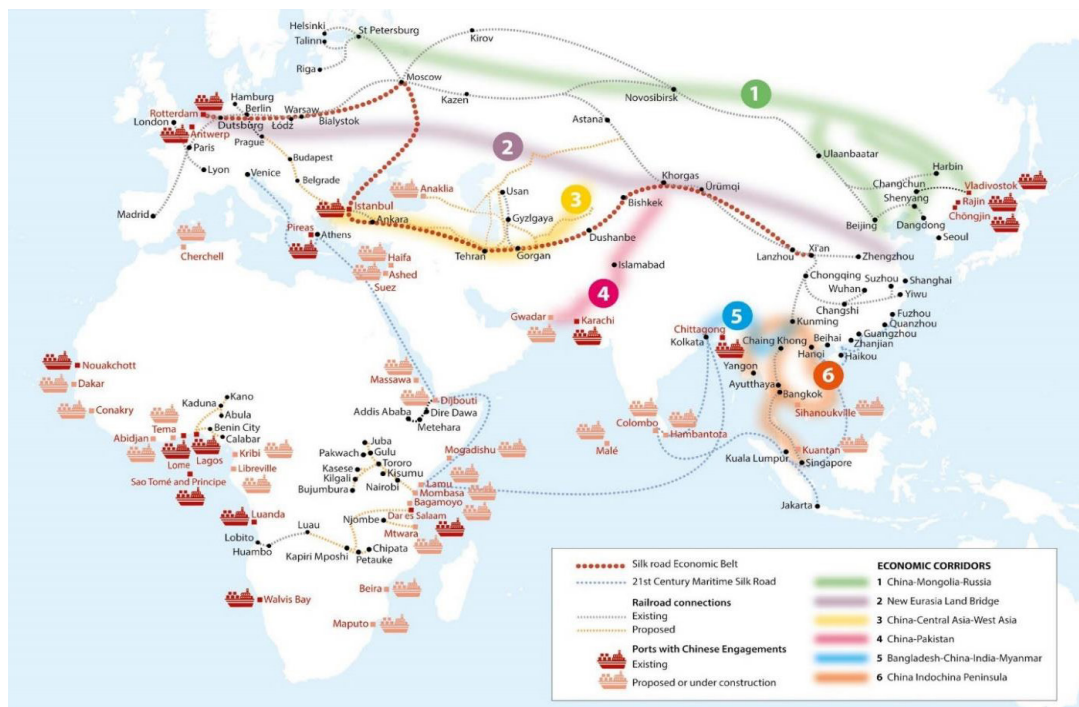 Helsinki
St Petersburg
Talinn
Kirov
Riga
Moscow
Kazen
Novosibirsk
1
Hamburg
Berlin
Warsaw
Rotterdam
London
Dutsburg
Łódz
Bialystok
Antwerp
Prague
Paris
Astana
2
Ulaanbaatar
Harbin
Lyon
Venice
Budapest
Belgrade
Anaklia
Usan
Khorgas
Ürümqi
Changchun
Vladivostok
Shenyang
Rajin
Madrid
Istanbul
3
Bishkek
Chöngjin
Ankara
Gyzlgaya
Beijing
Dangdong
Pireas
Athens
Dushanbe
Seoul
Cherchell
Tehran
Gorgan
Lanzhou
Xi'an
Zhengzhou
Haifa
Ashed
Suez
Islamabad
Chongqing
Suzhou
Shanghai
Wuhan
Yiwu
4
Changshi
Gwadar
Karachi
5
Kunming
Fuzhou
Quanzhou
Chittagong
Kolkata
Chaing Khong
Beihai
Guangzhou
Zhanjian
Hanoi
Haikou
Yangon
6
Nouakchott
Dakar
Conakry
Massawa
Ayutthaya
Bangkok
Djibouti
Sihanoukville
Kano
Kaduna
Abula
Addis Ababa
Dire Dawa
Metehara
Colombo
Hambantoza
Tema
Benin City
Abidjan
Calabar
Juba
Mogadishu
Malé
Kuantan
Lome
Lagos
Kribi
Pakwach
Gulu
Kuala Lumpur
Singapore
Libreville
Kasese
Tororo
Kisumu
Sao Tomé and Principe
Kilgali
Nairobi
Lamu
Bujumbura
Mombasa
Bagamoyo
Jakarta
Luanda
Njombe
Dar es Salaam
Mtwara
Lobito
Luau
Huambo
Kapiri Mposhi
Chipata
Petauke
Beira
Walvis Bay
Maputo
Silk road Economic Belt
21st Century Maritime Silk Road
Railroad connections
Existing
Proposed
Ports with Chinese Engagements
Existing
Proposed or under construction
ECONOMIC CORRIDORS
1 China-Mongolia-Russia
2 New Eurasia Land Bridge
3 China-Central Asia-West Asia
4 China-Pakistan
5 Bangladesh-China-India-Myanmar
6 China Indochina Peninsula